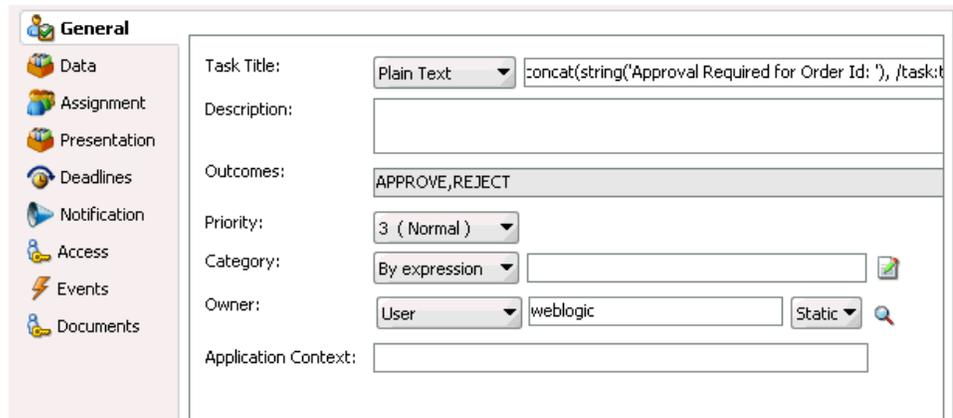 General
Data
Assignment
Presentation
Deadlines
Notification
Access
Events
Documents
Task Title: Plain Text concat(string('Approval Required for Order Id: '), /task:t
Description:
Outcomes: APPROVE,REJECT
Priority: 3 ( Normal )
Category: By expression
Owner: User weblogic Static
Application Context: